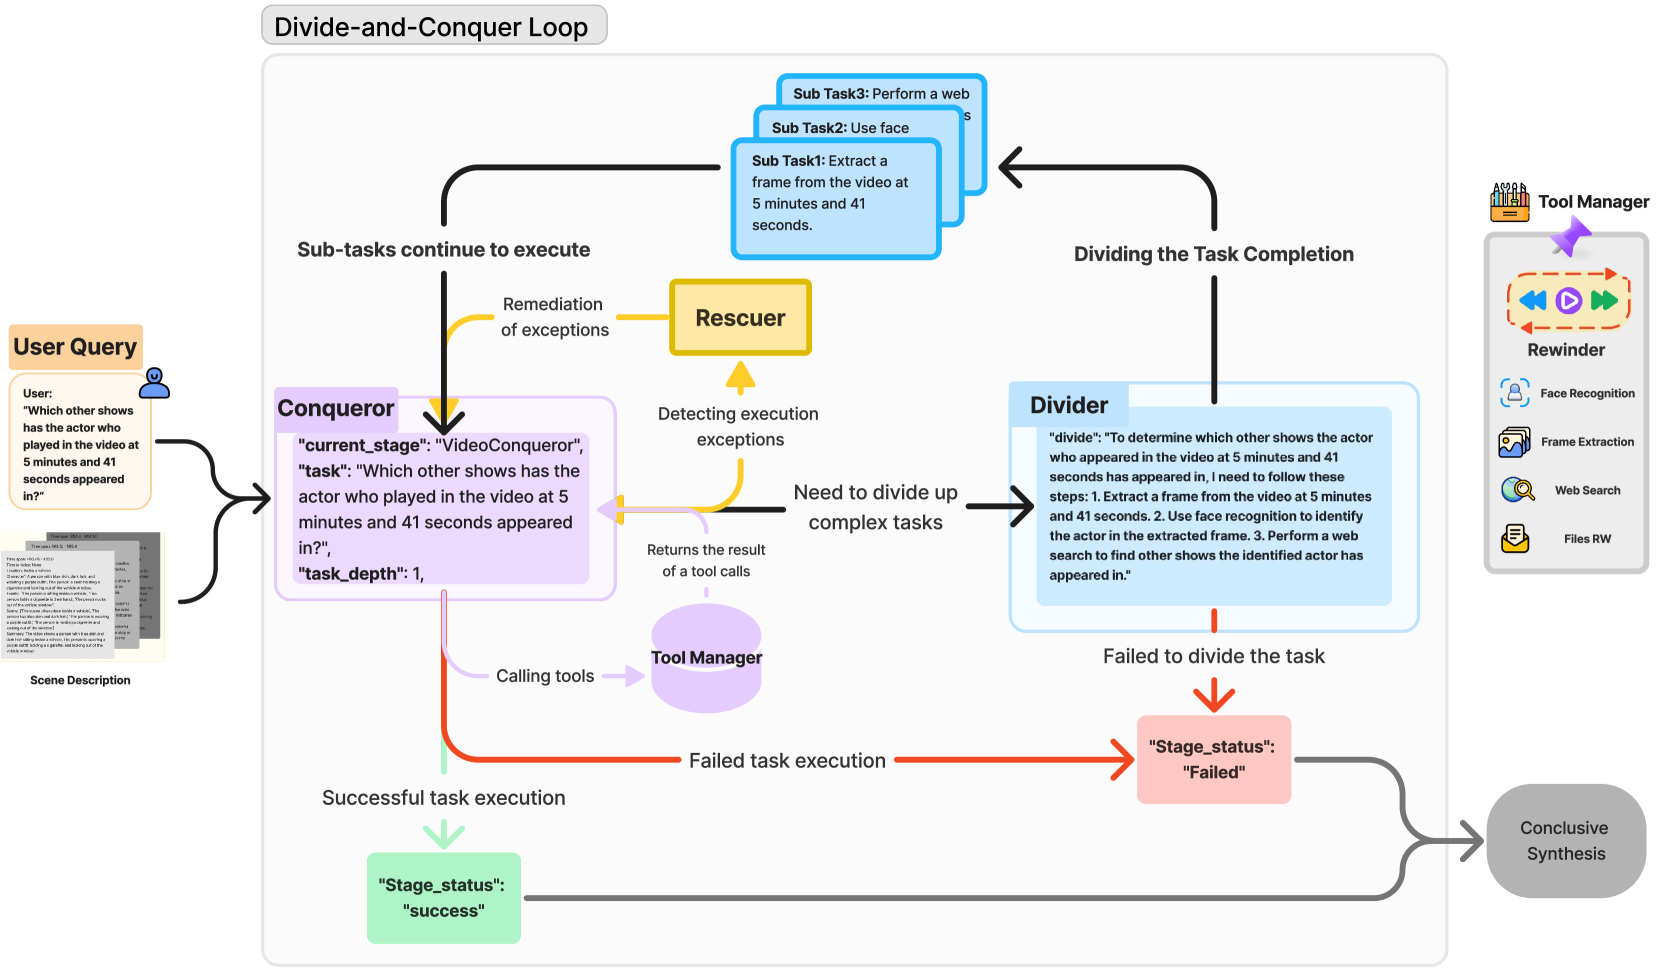 Divide-and-Conquer Loop
Sub Task3: Perform a web
s
Sub Task2: Use face
Sub Task1: Extract a
frame from the video at
5 minutes and 41
seconds.
Sub-tasks continue to execute
Dividing the Task Completion
Remediation
of exceptions
Rescuer
Detecting execution
exceptions
User Query
User:
"Which other shows
has the actor who
played in the video at
5 minutes and 41
seconds appeared
in?"
Scene Description
Conqueror
"current_stage": "VideoConqueror",
"task": "Which other shows has the
actor who played in the video at 5
minutes and 41 seconds appeared
in?",
"task_depth": 1,
Need to divide up
complex tasks
Returns the result
of a tool calls
Calling tools
Tool Manager
Divider
"divide": "To determine which other shows the actor
who appeared in the video at 5 minutes and 41
seconds has appeared in, I need to follow these
steps: 1. Extract a frame from the video at 5 minutes
and 41 seconds. 2. Use face recognition to identify
the actor in the extracted frame. 3. Perform a web
search to find other shows the identified actor has
appeared in."
Failed to divide the task
"Stage_status":
"Failed"
Failed task execution
Successful task execution
"Stage_status":
"success"
Conclusive
Synthesis
Tool Manager
Rewinder
Face Recognition
Frame Extraction
Web Search
Files RW